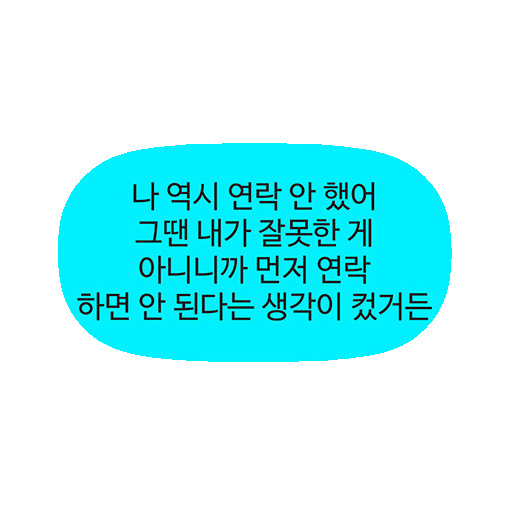 나 역시 연락 안 했어
그땐 내가 잘못한 게
아니니까 먼저 연락
하면 안 된다는 생각이 컸거든